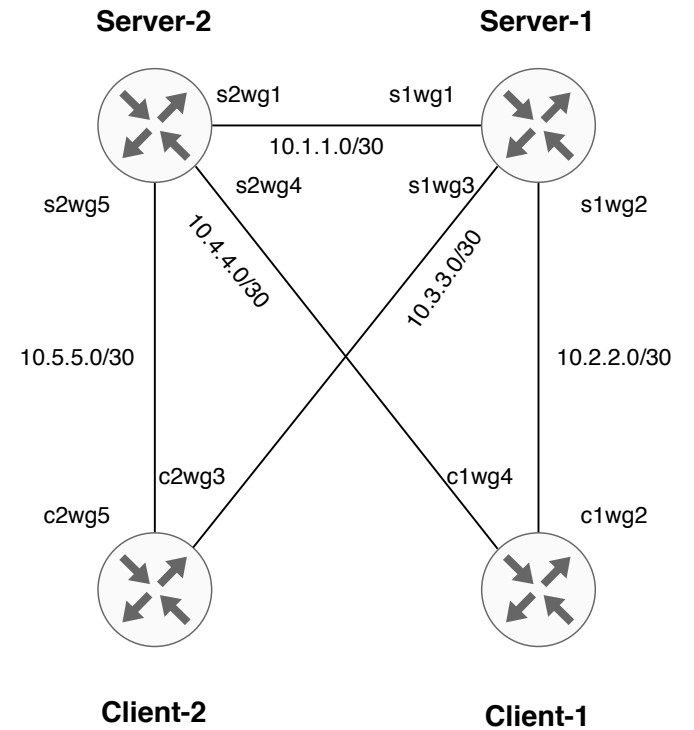 Server-2
Server-1
s2wg1
s1wg1
10.1.1.0/30
s2wg4
s1wg3
s2wg5
s1wg2
10.4.4.0/30
10.3.3.0/30
10.5.5.0/30
10.2.2.0/30
c2wg3
c1wg4
c2wg5
c1wg2
Client-2
Client-1